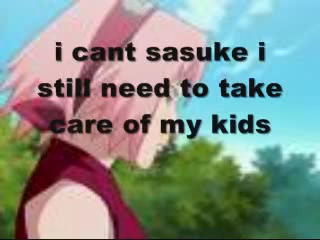 i cant sasuke i
still need to take
care of my kids